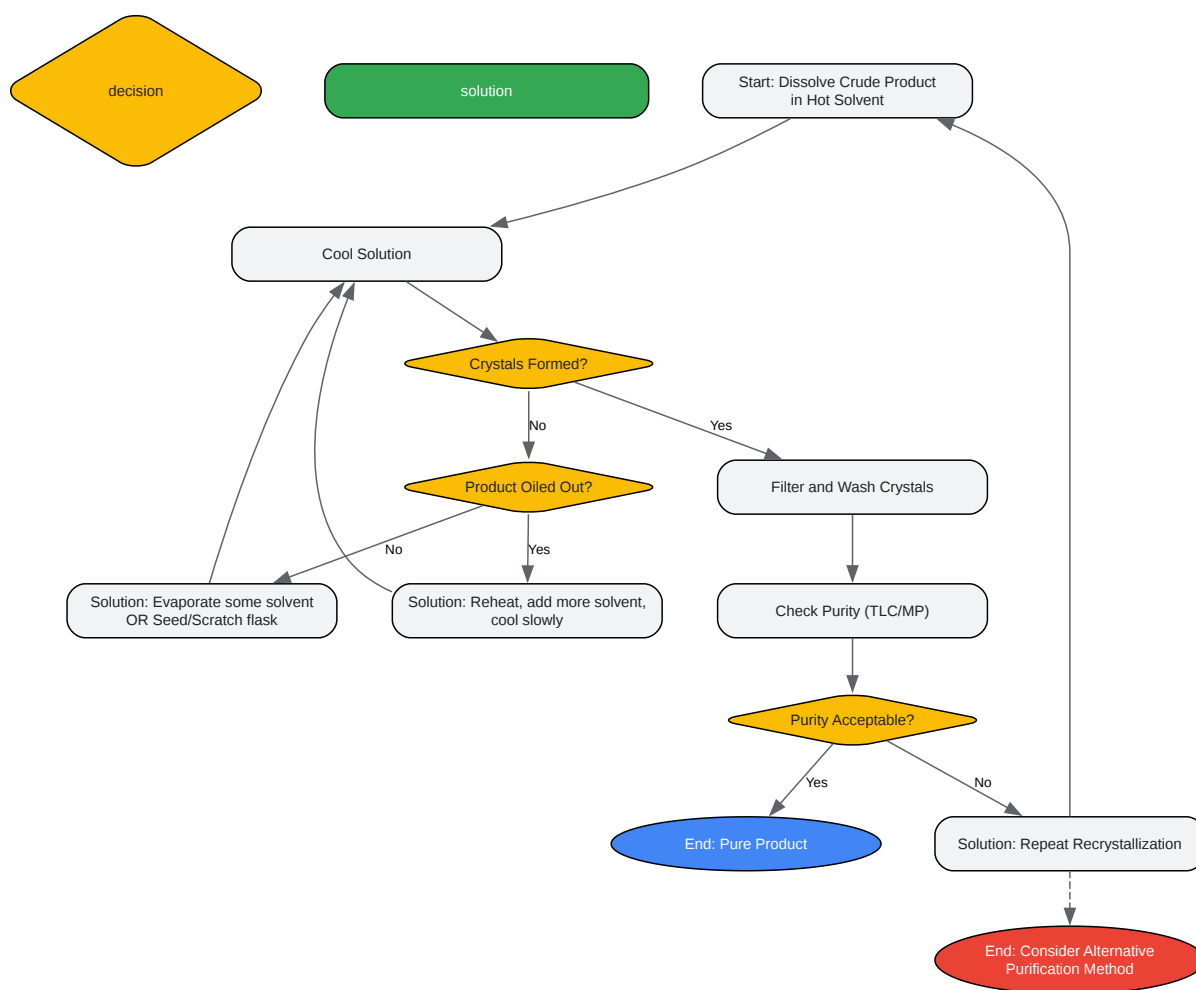 decision
solution
Start: Dissolve Crude Product
in Hot Solvent
Cool Solution
Crystals Formed?
No
Yes
Product Oiled Out?
Filter and Wash Crystals
No
Yes
Solution: Evaporate some solvent
OR Seed/Scratch flask
Solution: Reheat, add more solvent,
cool slowly
Check Purity (TLC/MP)
Purity Acceptable?
Yes
No
End: Pure Product
Solution: Repeat Recrystallization
End: Consider Alternative
Purification Method